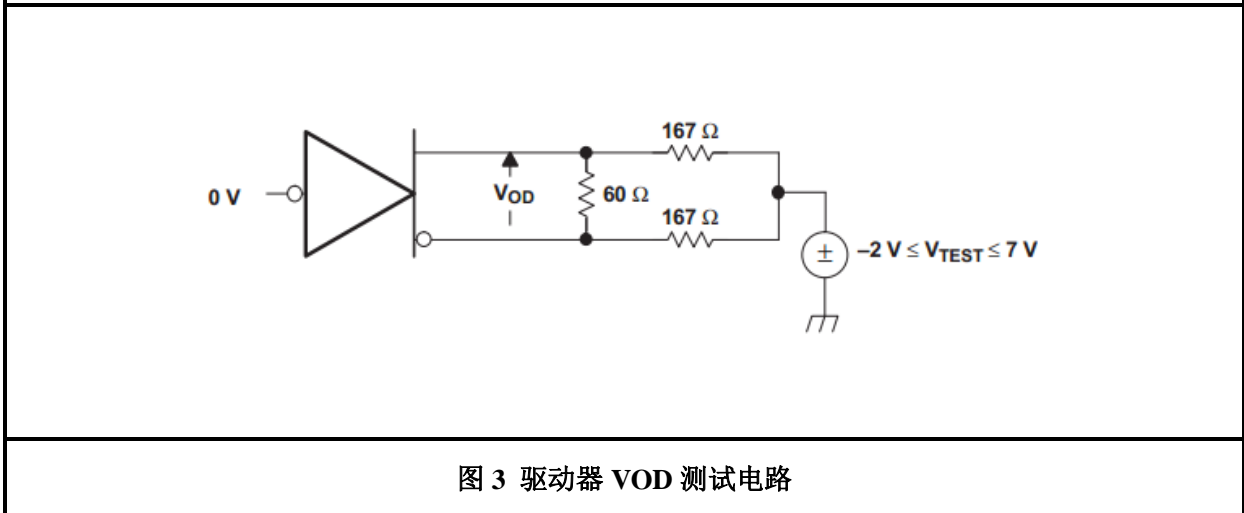 167 Ω
0 V
VOD
60 Ω
167 Ω
± –2 V ≤ VTEST ≤ 7 V
图 3 驱动器 VOD 测试电路